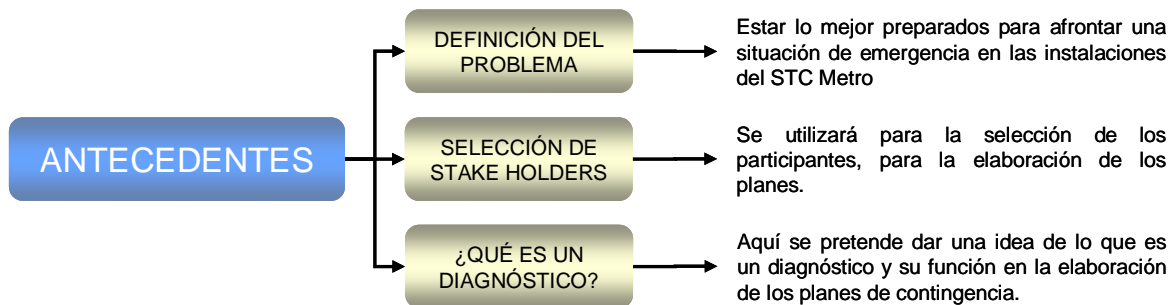 ANTECEDENTES
DEFINICIÓN DEL
PROBLEMA
Estar lo mejor preparados para afrontar una
situación de emergencia en las instalaciones
del STC Metro
SELECCIÓN DE
STAKE HOLDERS
Se utilizará para la selección de los
participantes, para la elaboración de los
planes.
¿QUÉ ES UN
DIAGNÓSTICO?
Aquí se pretende dar una idea de lo que es
un diagnóstico y su función en la elaboración
de los planes de contingencia.